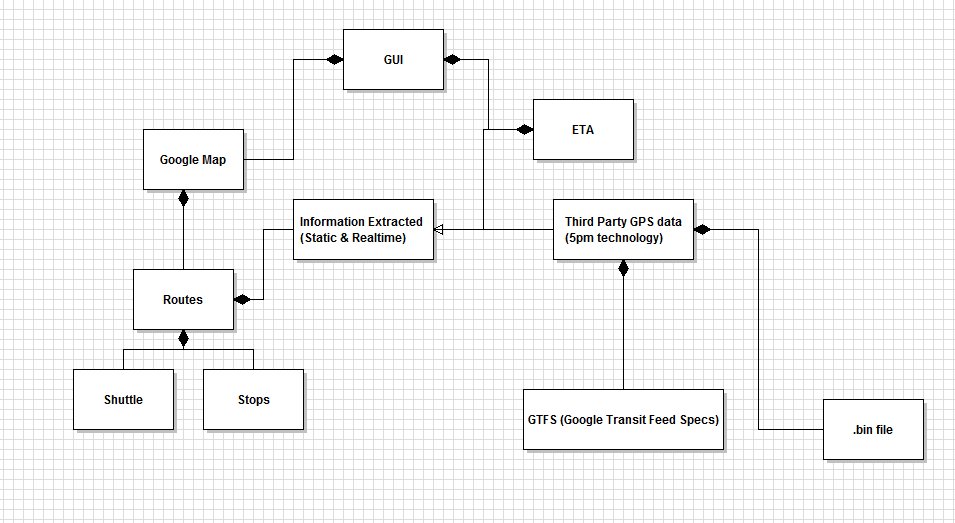 GUI
ETA
Google Map
Information Extracted
(Static & Realtime)
Third Party GPS data
(5pm technology)
Routes
Shuttle
Stops
GTFS (Google Transit Feed Specs)
.bin file